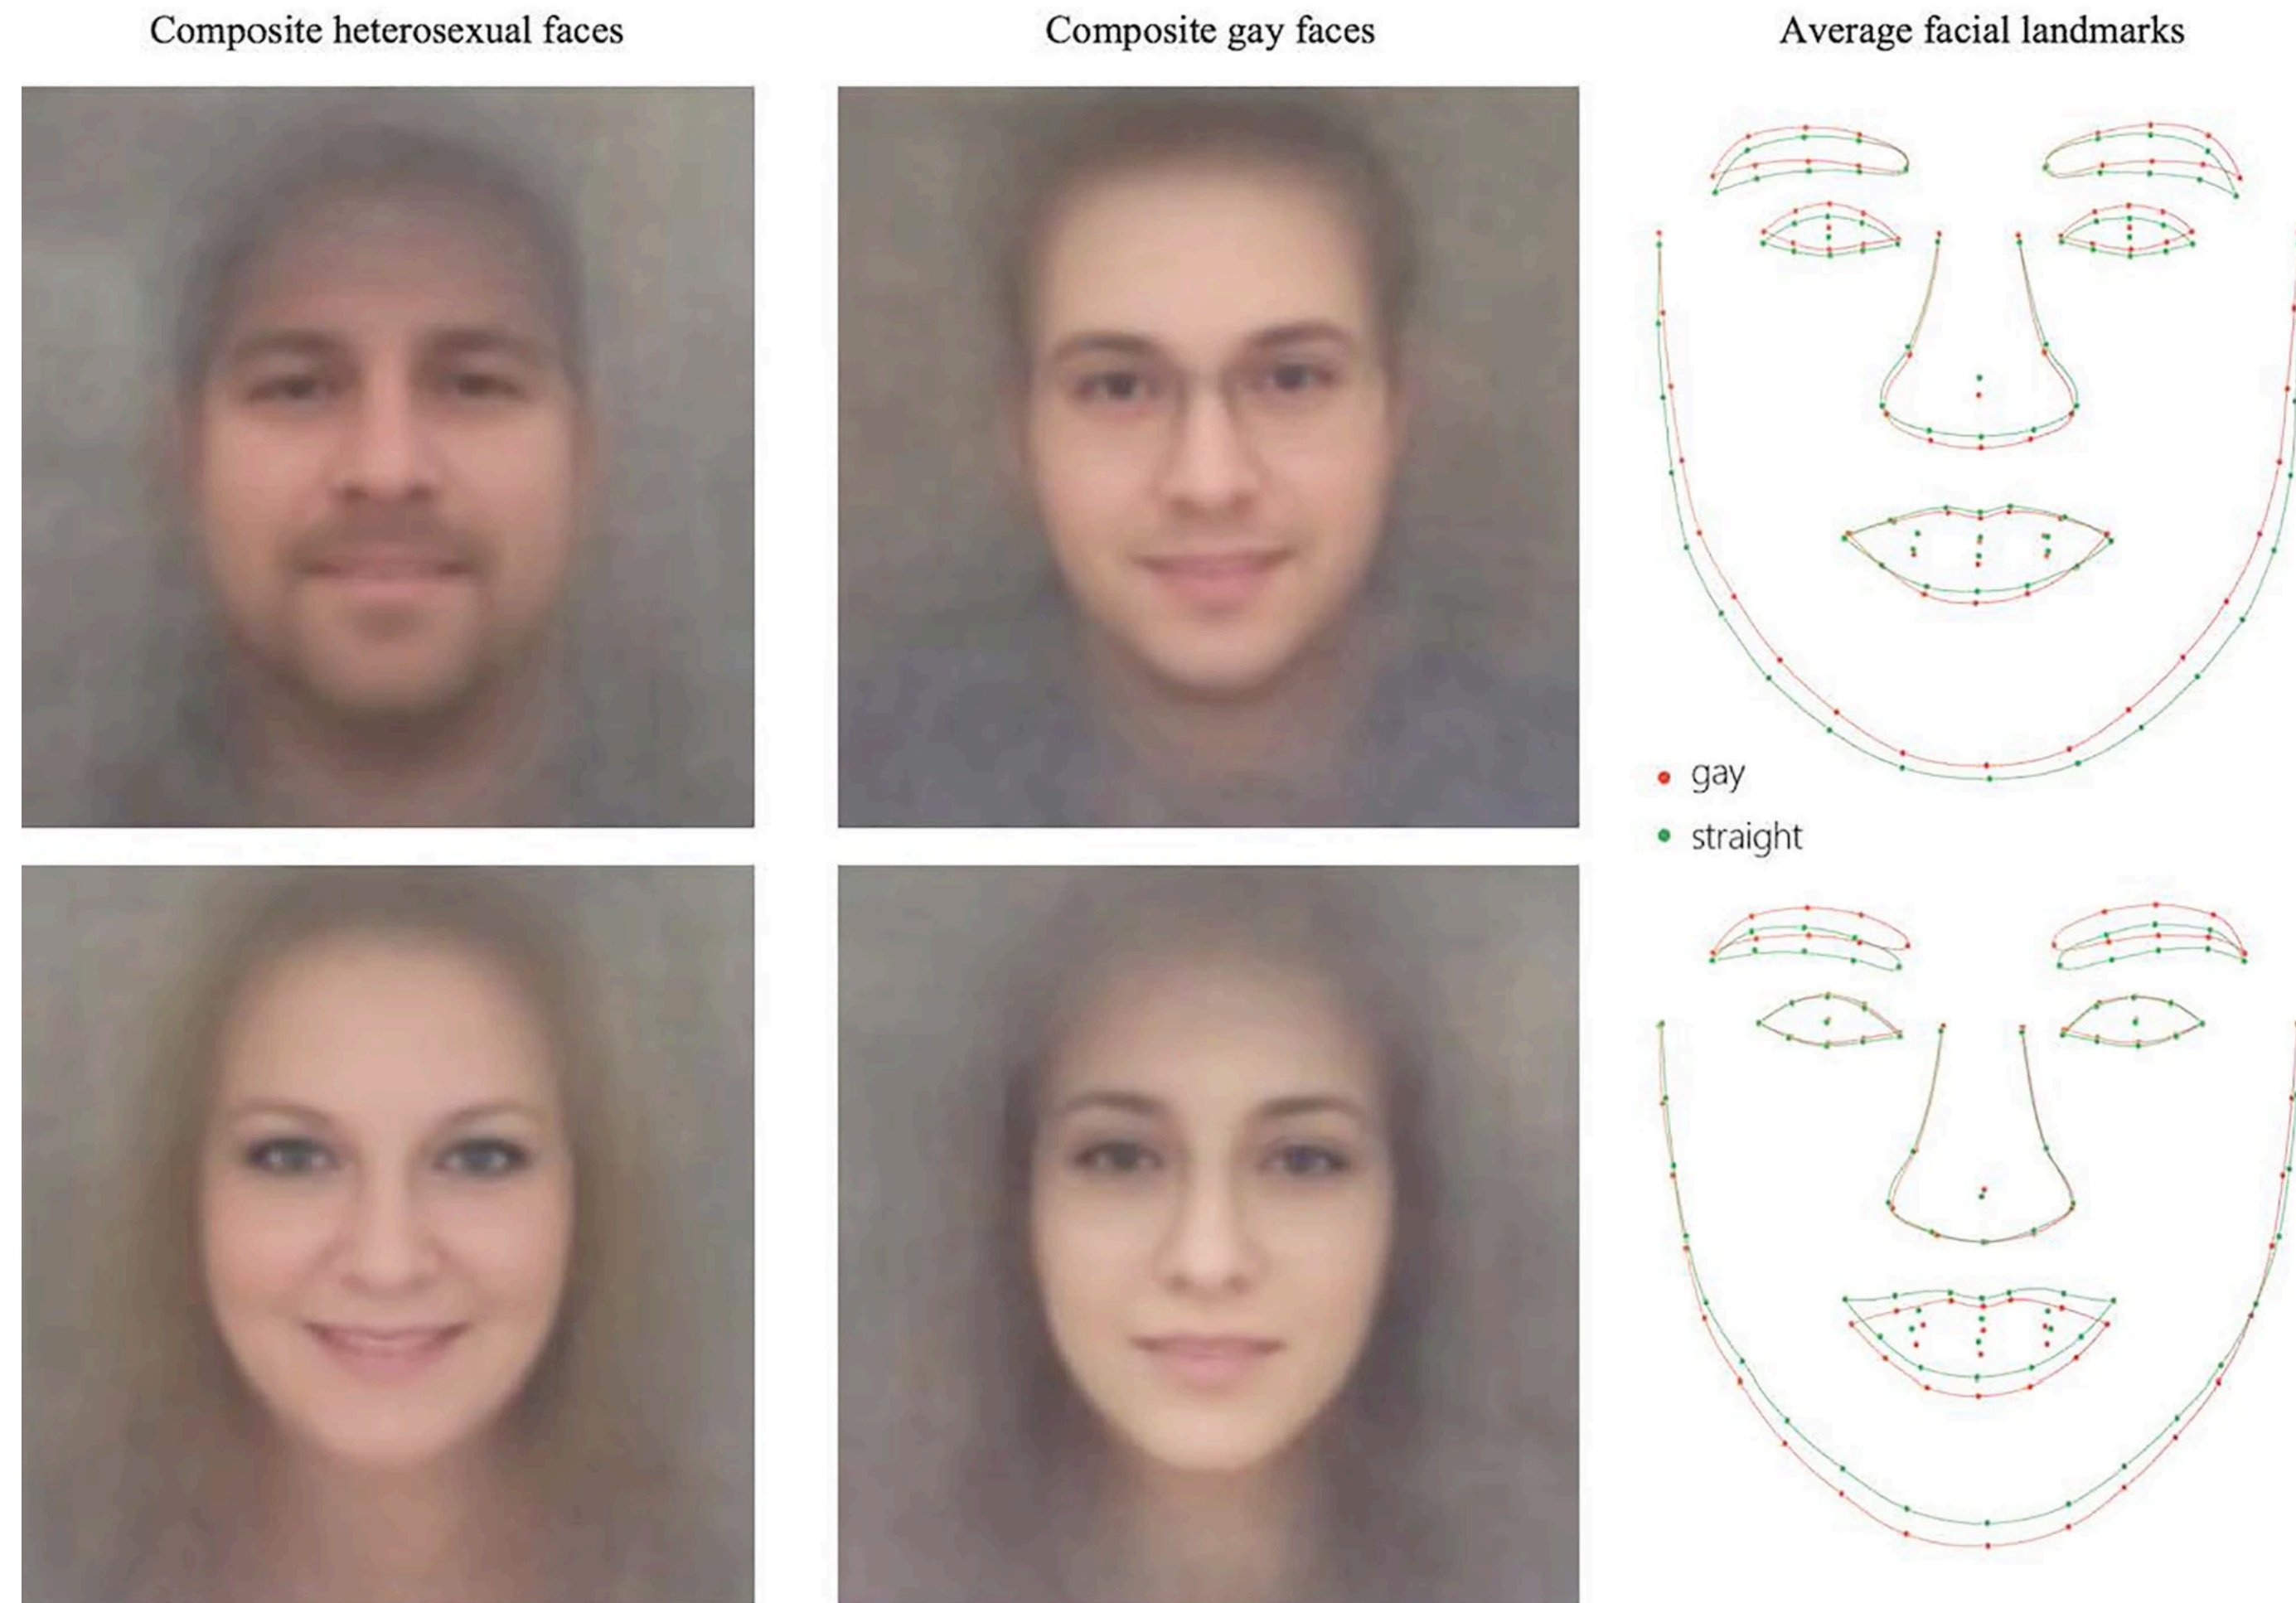 Composite heterosexual faces
Composite gay faces
Average facial landmarks
gay
straight